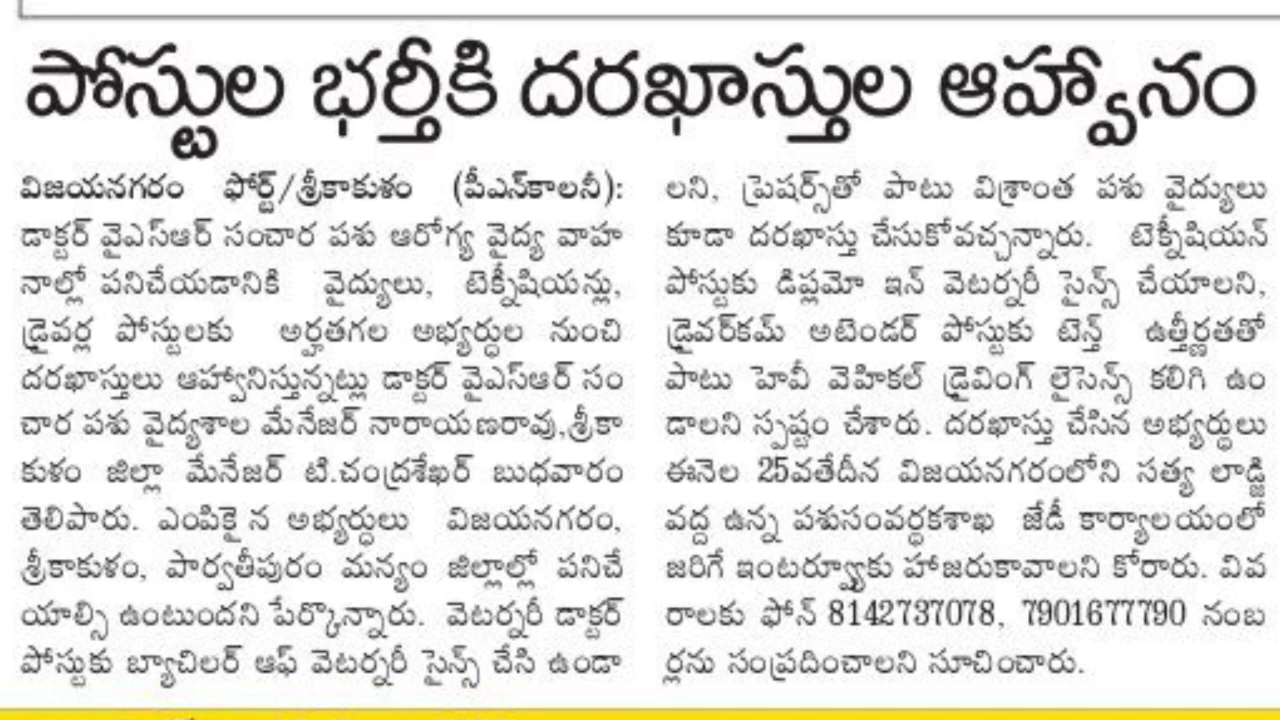 పోస్టుల భర్తీకి దరఖాస్తుల ఆహ్వానం
విజయనగరం ఫోర్ట్/శ్రీకాకుళం (పీఎన్‌కాలనీ):
డాక్టర్ వైఎస్ఆర్ సంచార పశు ఆరోగ్య వైద్య వాహ
నాల్లో పనిచేయడానికి వైద్యులు, టెక్నీషియన్లు,
డ్రైవర్ల పోస్టులకు అర్హతగల అభ్యర్థుల నుంచి
దరఖాస్తులు ఆహ్వానిస్తున్నట్లు డాక్టర్ వైఎస్ఆర్ సం
చార పశు వైద్యశాల మేనేజర్ నారాయణరావు,శ్రీకా
కుళం జిల్లా మేనేజర్ టి.చంద్రశేఖర్ బుధవారం
తెలిపారు. ఎంపికైన అభ్యర్థులు విజయనగరం,
శ్రీకాకుళం, పార్వతీపురం మన్యం జిల్లాల్లో పనిచే
యాల్సి ఉంటుందని పేర్కొన్నారు. వెటర్నరీ డాక్టర్
పోస్టుకు బ్యాచిలర్ ఆఫ్ వెటర్నరీ సైన్స్ చేసి ఉండా
లని, ప్రెషర్స్‌తో పాటు విశ్రాంత పశు వైద్యులు
కూడా దరఖాస్తు చేసుకోవచ్చన్నారు. టెక్నీషియన్
పోస్టుకు డిప్లమో ఇన్ వెటర్నరీ సైన్స్ చేయాలని,
డ్రైవర్‌కమ్ అటెండర్ పోస్టుకు టెన్త్ ఉత్తీర్ణతతో
పాటు హెవీ వెహికల్ డ్రైవింగ్ లైసెన్స్ కలిగి ఉం
డాలని స్పష్టం చేశారు. దరఖాస్తు చేసిన అభ్యర్థులు
ఈనెల 25వతేదీన విజయనగరంలోని సత్య లాడ్జి
వద్ద ఉన్న పశుసంవర్థకశాఖ జేడీ కార్యాలయంలో
జరిగే ఇంటర్వ్యూకు హాజరుకావాలని కోరారు. వివ
రాలకు ఫోన్ 8142737078, 7901677790 నంబ
ర్లను సంప్రదించాలని సూచించారు.